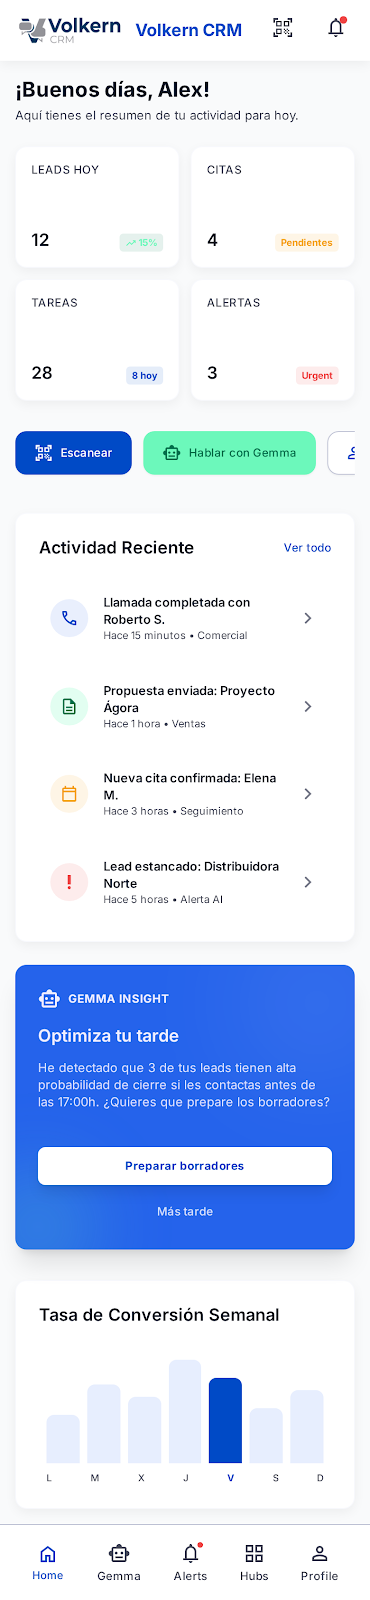 Volkern
CRM
Volkern CRM
¡Buenos días, Alex!
Aquí tienes el resumen de tu actividad para hoy.
LEADS HOY
12
15%
CITAS
4
Pendientes
TAREAS
28
8 hoy
ALERTAS
3
Urgent
Escanear
Hablar con Gemma
Actividad Reciente
Ver todo
Llamada completada con
Roberto S.
Hace 15 minutos • Comercial
Propuesta enviada: Proyecto
Ágora
Hace 1 hora • Ventas
Nueva cita confirmada: Elena
M.
Hace 3 horas • Seguimiento
Lead estancado: Distribuidora
Norte
Hace 5 horas • Alerta AI
GEMMA INSIGHT
Optimiza tu tarde
He detectado que 3 de tus leads tienen alta
probabilidad de cierre si les contactas antes de
las 17:00h. ¿Quieres que prepare los borradores?
Preparar borradores
Más tarde
Tasa de Conversión Semanal
L M X J V S D
Home Gemma Alerts Hubs Profile